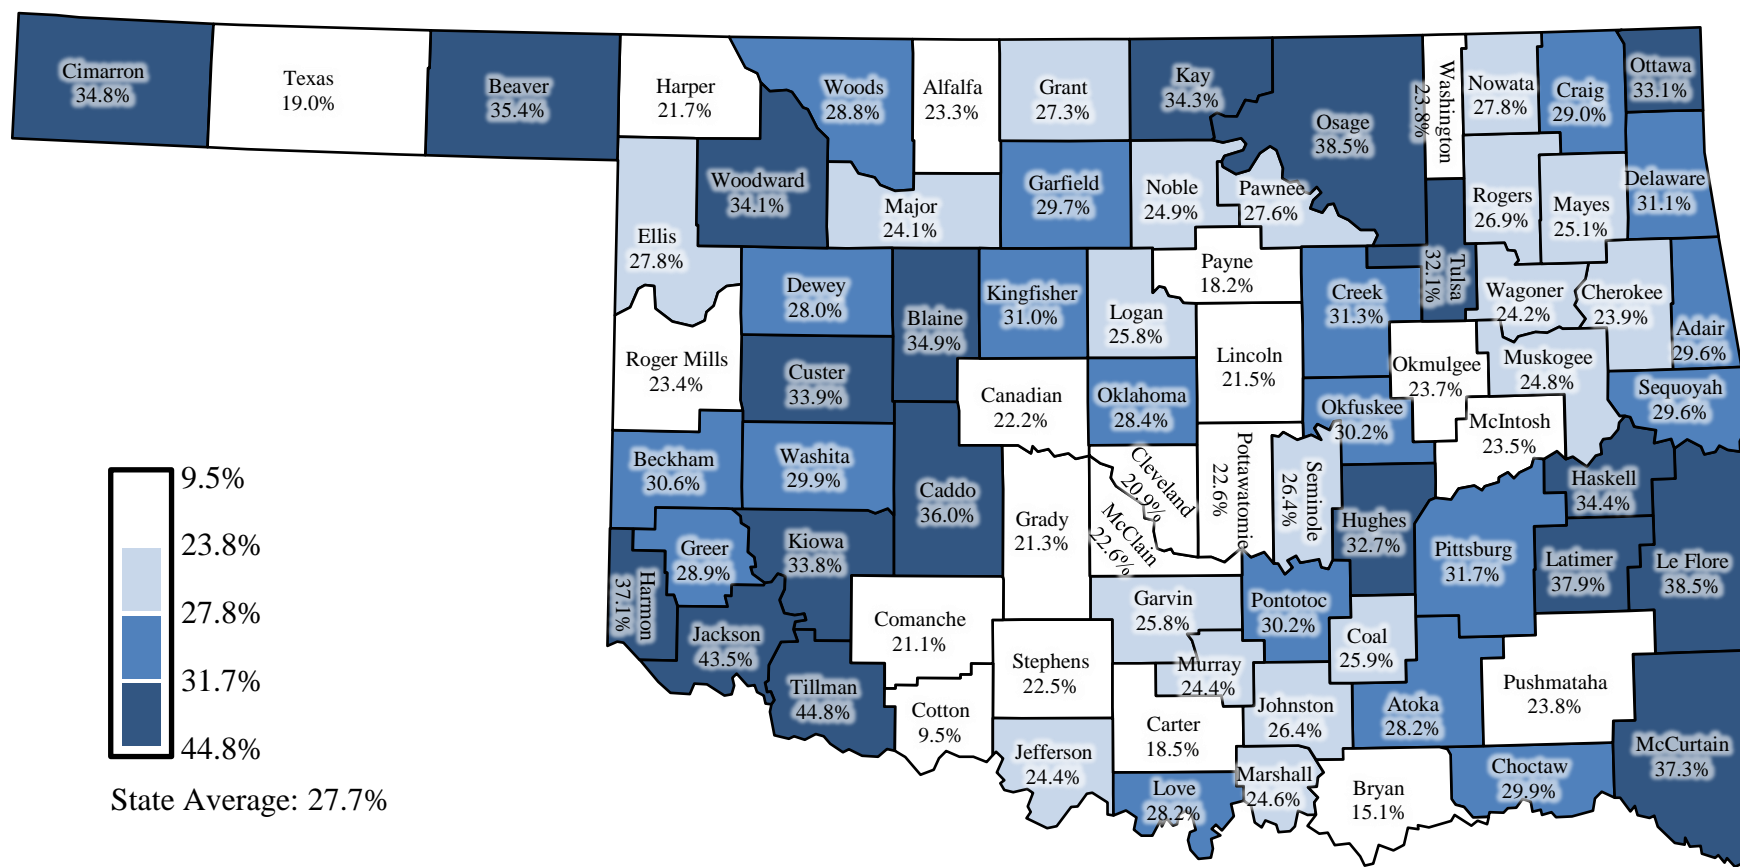 Cimarron
34.8%
Texas
19.0%
Beaver
35.4%
Harper
21.7%
Woods
28.8%
Alfalfa
23.3%
Grant
27.3%
Kay
34.3%
Osage
38.5%
Washington
23.8%
Nowata
27.8%
Craig
29.0%
Ottawa
33.1%
Woodward
34.1%
Major
24.1%
Garfield
29.7%
Noble
24.9%
Pawnee
27.6%
Rogers
26.9%
Mayes
25.1%
Delaware
31.1%
Ellis
27.8%
Dewey
28.0%
Blaine
34.9%
Kingfisher
31.0%
Logan
25.8%
Payne
18.2%
Creek
31.3%
Tulsa
32.1%
Wagoner
24.2%
Cherokee
23.9%
Adair
29.6%
Roger Mills
23.4%
Custer
33.9%
Canadian
22.2%
Oklahoma
28.4%
Lincoln
21.5%
Okfuskee
30.2%
Okmulgee
23.7%
Muskogee
24.8%
Sequoyah
29.6%
McIntosh
23.5%
Beckham
30.6%
Washita
29.9%
Caddo
36.0%
Grady
21.3%
Cleveland
20.9%
McClain
22.6%
Pottawatomie
22.6%
Seminole
26.4%
Hughes
32.7%
Pittsburg
31.7%
Haskell
34.4%
Latimer
37.9%
Le Flore
38.5%
Greer
28.9%
Kiowa
33.8%
Harmon
37.1%
Jackson
43.5%
Tillman
44.8%
Comanche
21.1%
Cotton
9.5%
Stephens
22.5%
Garvin
25.8%
Murray
24.4%
Pontotoc
30.2%
Coal
25.9%
Johnston
26.4%
Atoka
28.2%
Pushmataha
23.8%
McCurtain
37.3%
Jefferson
24.4%
Carter
18.5%
Love
28.2%
Marshall
24.6%
Bryan
15.1%
Choctaw
29.9%
9.5%
23.8%
27.8%
31.7%
44.8%
State Average: 27.7%